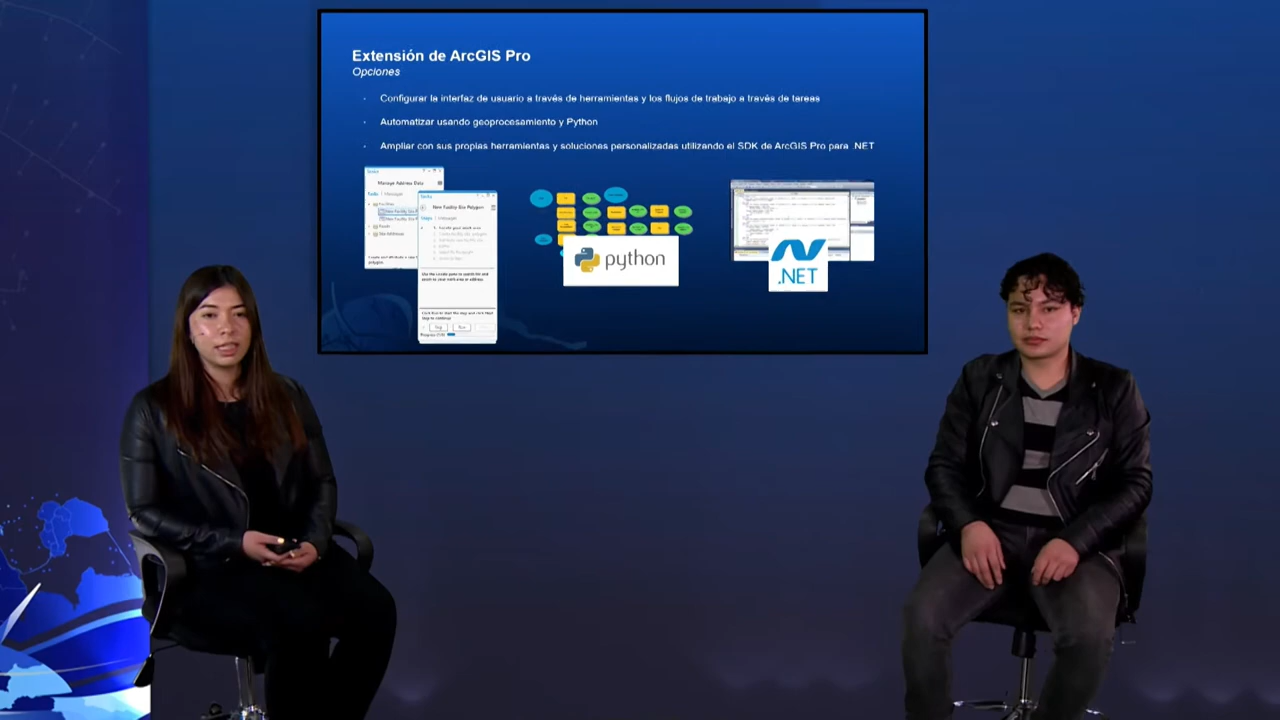 Extensión de ArcGIS Pro
Opciones
· Configurar la interfaz de usuario a través de herramientas y los flujos de trabajo a través de tareas
· Automatizar usando geoprocesamiento y Python
· Ampliar con sus propias herramientas y soluciones personalizadas utilizando el SDK de ArcGIS Pro para .NET
Manage Address Data
New Facility Site Polygon
python
.NET